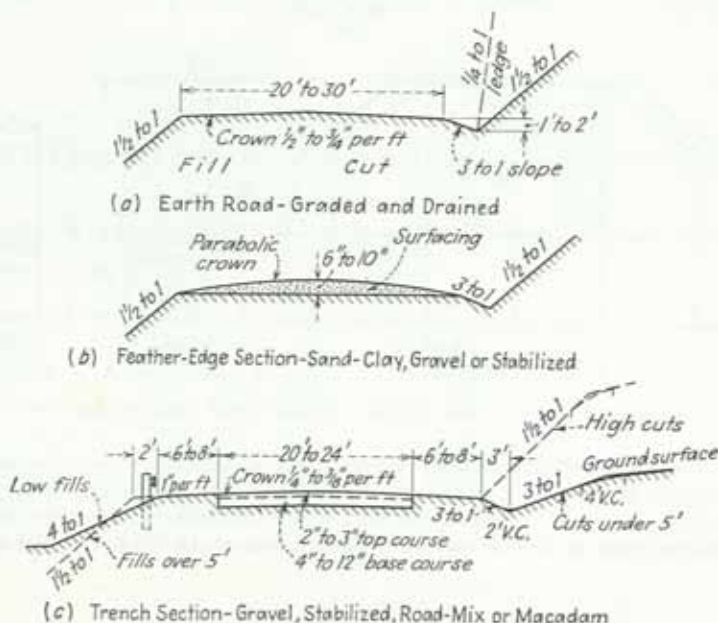 20' to 30'
1/4 to 1
ledge
1 1/2 to 1
1 1/2 to 1
Crown 1/2" to 3/4" per ft
1' to 2'
Fill Cut
3 to 1 slope
(a) Earth Road-Graded and Drained
Parabolic
crown
6" to 10"
Surfacing
1 1/2 to 1
1 1/2 to 1
3 to 1
(b) Feather-Edge Section-Sand-Clay, Gravel or Stabilized
2' 6' to 8' 20' to 24' 6' to 8' 3'
1 1/2 to 1
High cuts
Low fills
1" per ft
Crown 1/4" to 3/8" per ft
Ground surface
4 to 1
3 to 1
2' V.C.
3 to 1
4' V.C.
Cuts under 5'
1 1/2 to 1
Fills over 5'
2" to 3" top course
4" to 12" base course
(c) Trench Section-Gravel, Stabilized, Road-Mix or Macadam